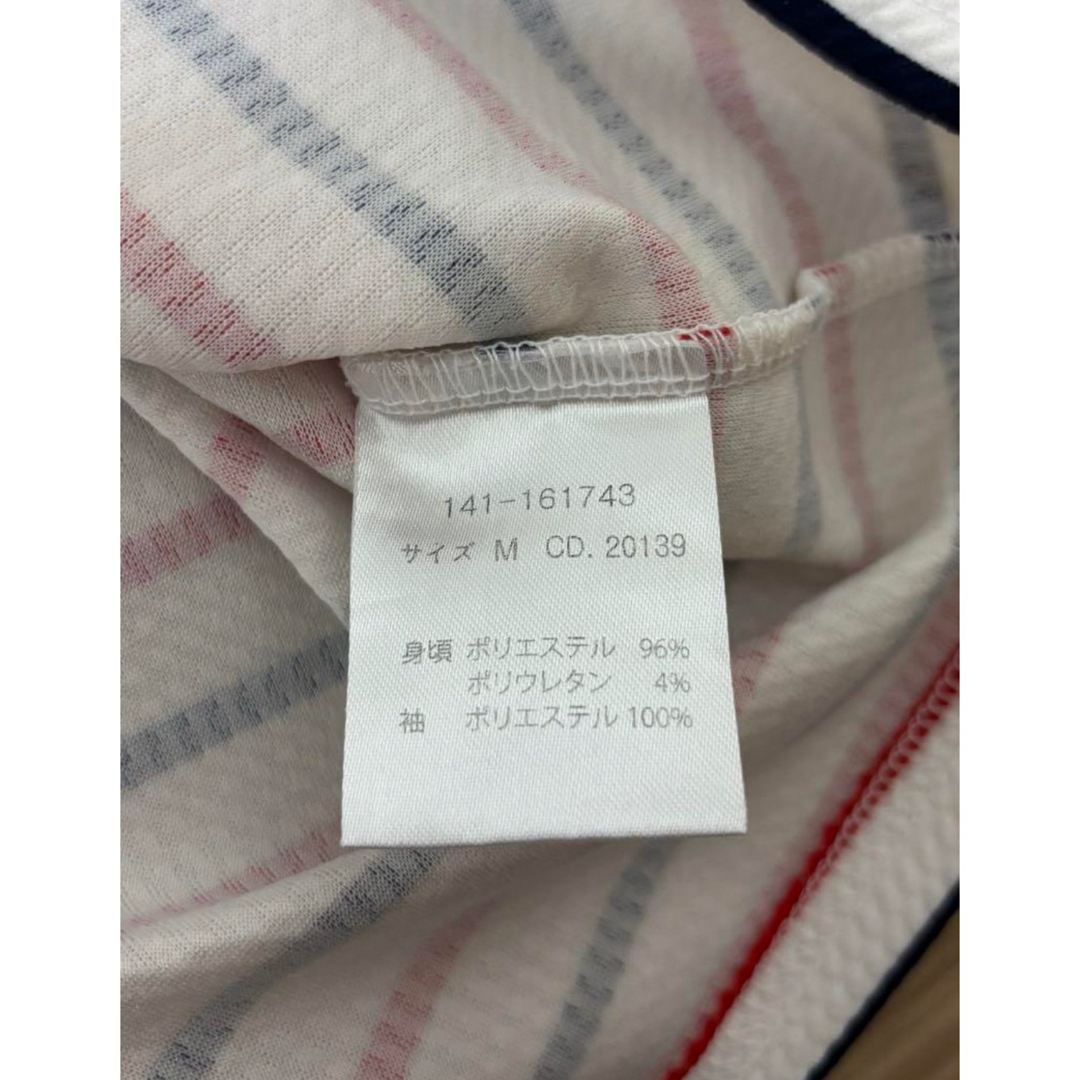 141-161743
サイズ M CD. 20139
身頃 ポリエステル 96%
ポリウレタン 4%
袖 ポリエステル 100%